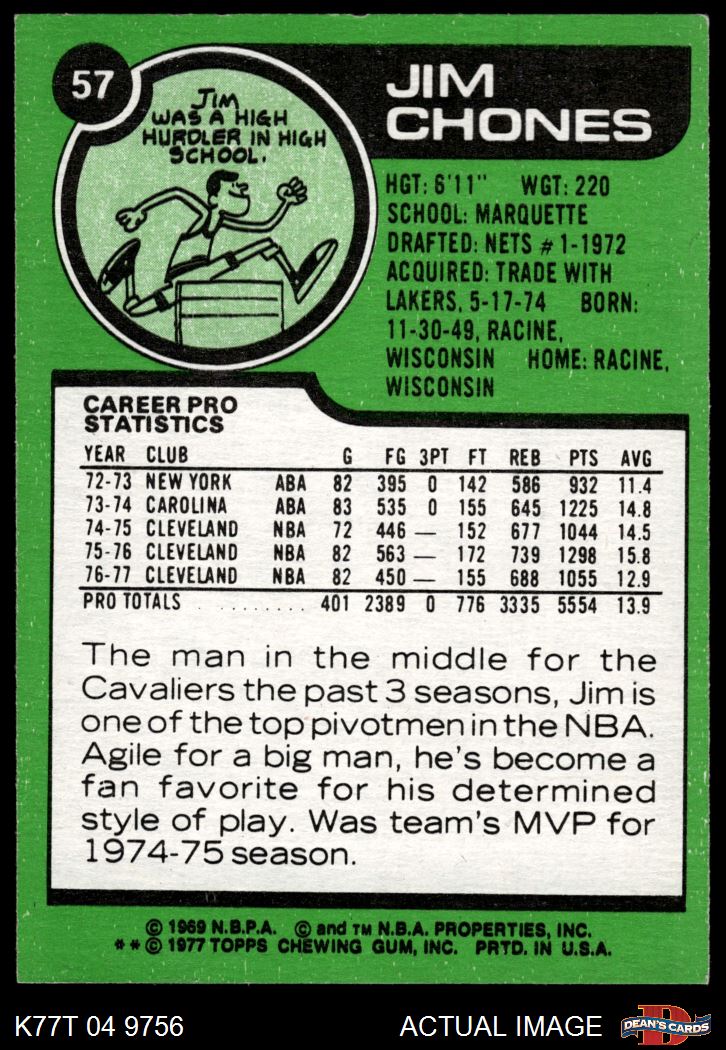 57
JIM
WAS A HIGH
HURDLER IN HIGH
SCHOOL.
JIM
CHONES
HGT: 6'11" WGT: 220
SCHOOL: MARQUETTE
DRAFTED: NETS # 1-1972
ACQUIRED: TRADE WITH
LAKERS, 5-17-74 BORN:
11-30-49, RACINE,
WISCONSIN HOME: RACINE,
WISCONSIN
CAREER PRO
STATISTICS
YEAR CLUB G FG 3PT FT REB PTS AVG
72-73 NEW YORK ABA 82 395 0 142 586 932 11.4
73-74 CAROLINA ABA 83 535 0 155 645 1225 14.8
74-75 CLEVELAND NBA 72 446 — 152 677 1044 14.5
75-76 CLEVELAND NBA 82 563 — 172 739 1298 15.8
76-77 CLEVELAND NBA 82 450 — 155 688 1055 12.9
PRO TOTALS . . . . . . . . . . 401 2389 0 776 3335 5554 13.9
The man in the middle for the
Cavaliers the past 3 seasons, Jim is
one of the top pivotmen in the NBA.
Agile for a big man, he's become a
fan favorite for his determined
style of play. Was team's MVP for
1974-75 season.
© 1969 N.B.P.A. © and TM N.B.A. PROPERTIES, INC.
**© 1977 TOPPS CHEWING GUM, INC. PRTD. IN U.S.A.
K77T 04 9756 ACTUAL IMAGE D DEAN'S CARDS